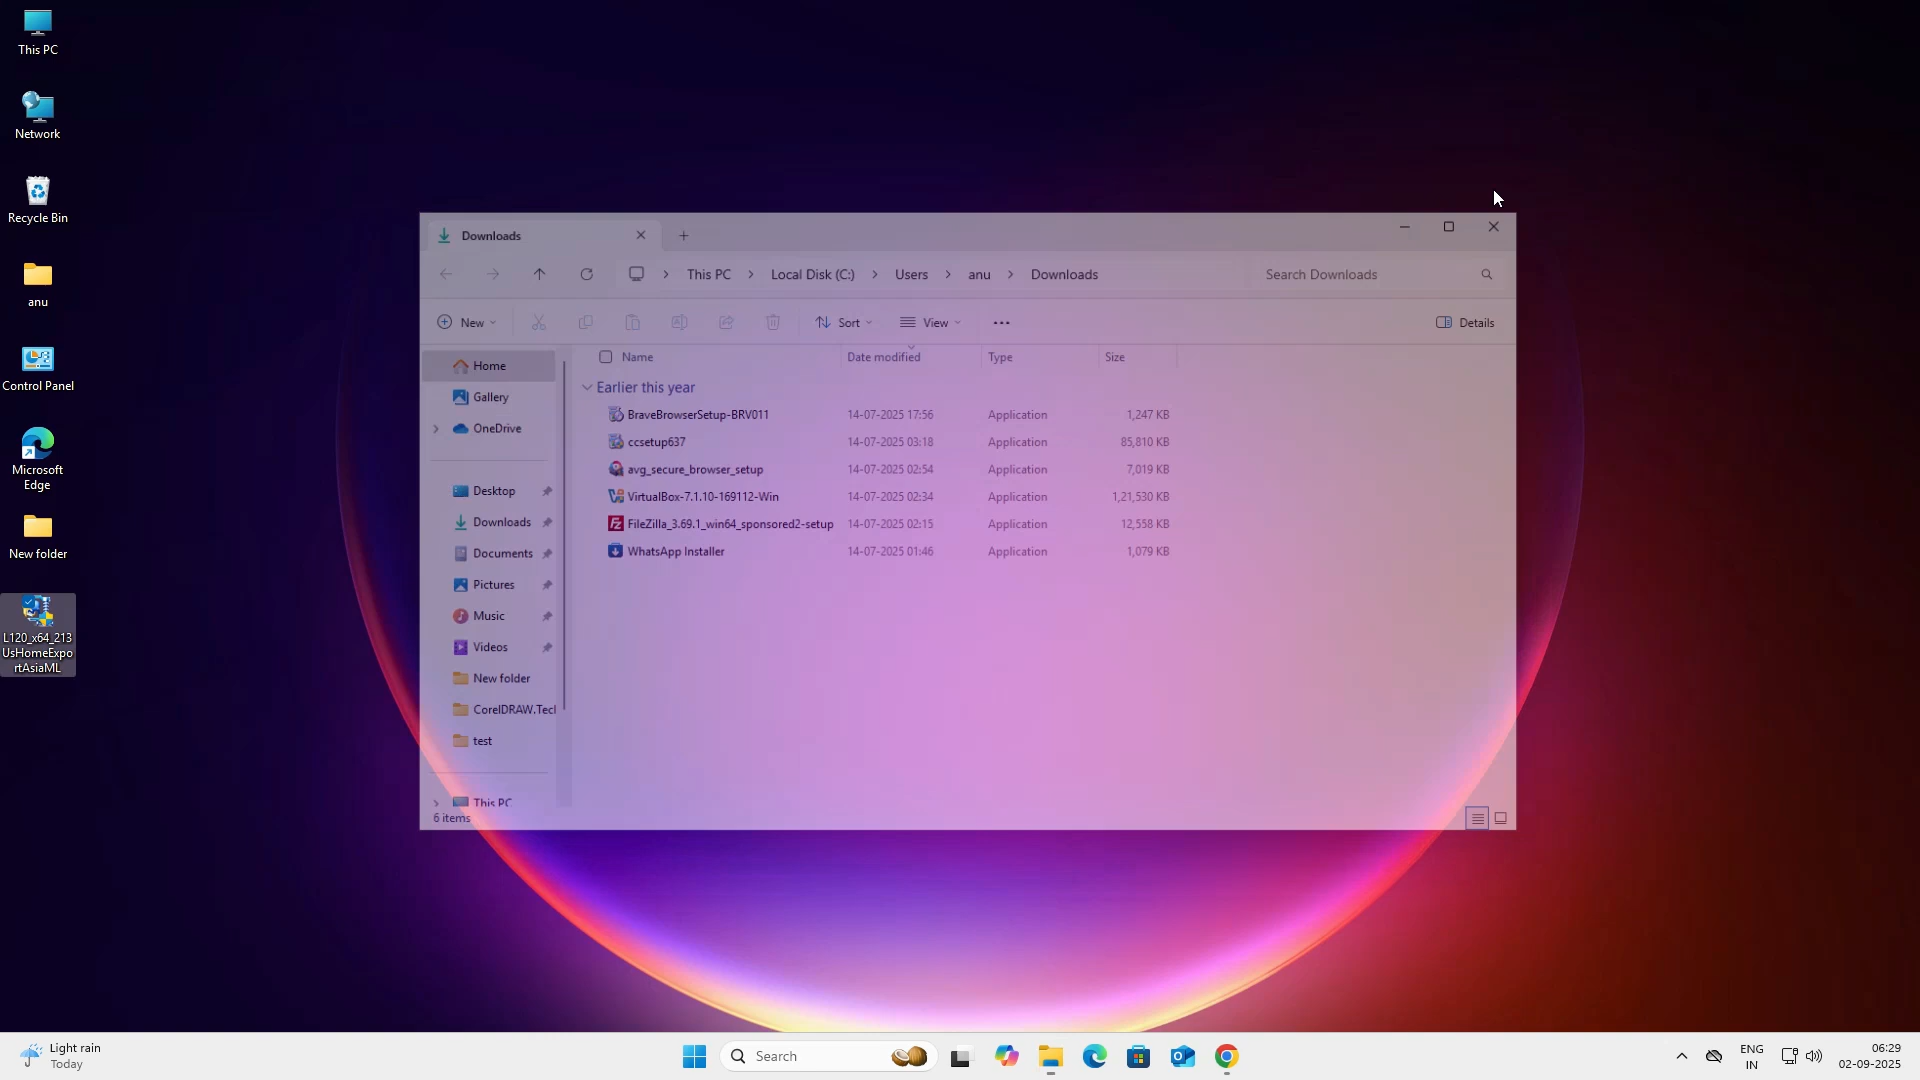 This PC
Network
Recycle Bin
anu
Control Panel
Microsoft
Edge
New folder
L120_x64_213
UsHomeExpo
rtAsiaML
Downloads
This PC > Local Disk (C:) > Users > anu > Downloads
Search Downloads
New
Sort
View
Details
Home
Gallery
OneDrive
Desktop
Downloads
Documents
Pictures
Music
Videos
New folder
CorelDRAW.Tecl
test
This PC
Name Date modified Type Size
Earlier this year
BraveBrowserSetup-BRV011 14-07-2025 17:56 Application 1,247 KB
ccsetup637 14-07-2025 03:18 Application 85,810 KB
avg_secure_browser_setup 14-07-2025 02:54 Application 7,019 KB
VirtualBox-7.1.10-169112-Win 14-07-2025 02:34 Application 1,21,530 KB
FileZilla_3.69.1_win64_sponsored2-setup 14-07-2025 02:15 Application 12,558 KB
WhatsApp Installer 14-07-2025 01:46 Application 1,079 KB
6 items
Light rain
Today
Search
ENG
IN
06:29
02-09-2025